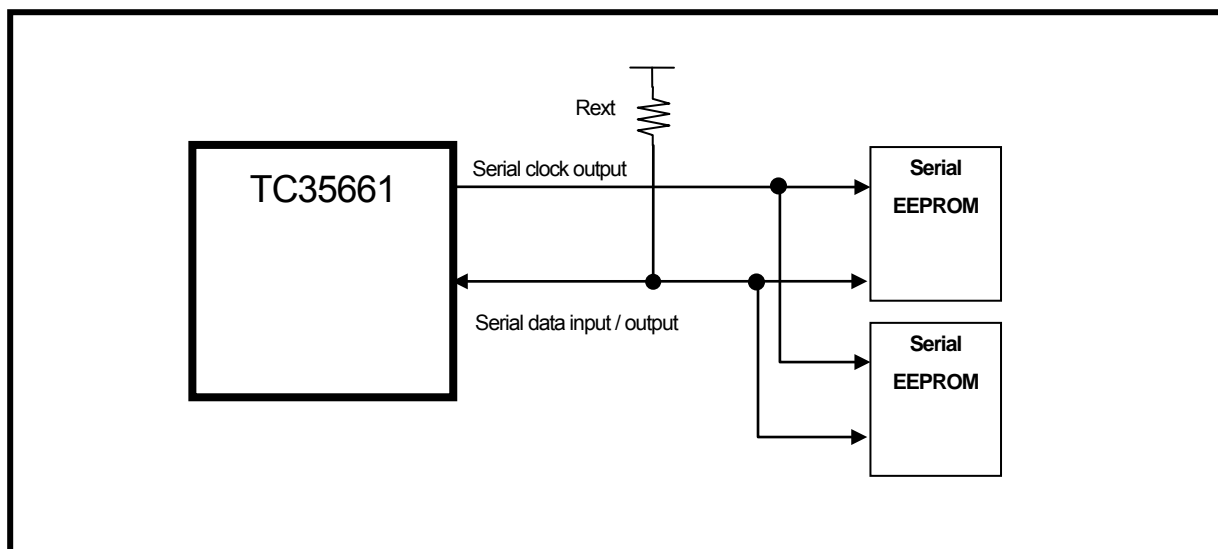 Rext
TC35661
Serial clock output
Serial
EEPROM
Serial data input / output
Serial
EEPROM